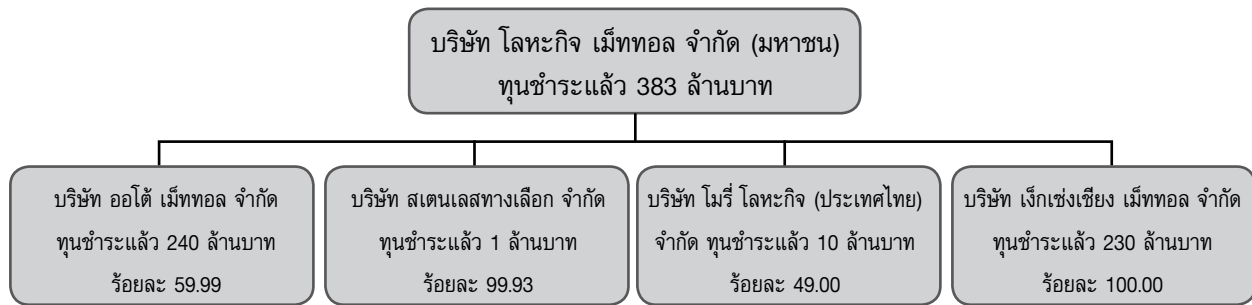 บริษัท โลหะกิจ เม็ททอล จำกัด (มหาชน)
ทุนชำระแล้ว 383 ล้านบาท
บริษัท ออโต้ เม็ททอล จำกัด
ทุนชำระแล้ว 240 ล้านบาท
ร้อยละ 59.99
บริษัท สเตนเลสทางเลือก จำกัด
ทุนชำระแล้ว 1 ล้านบาท
ร้อยละ 99.93
บริษัท โมรี่ โลหะกิจ (ประเทศไทย)
จำกัด ทุนชำระแล้ว 10 ล้านบาท
ร้อยละ 49.00
บริษัท เง็กเซ่งเชียง เม็ททอล จำกัด
ทุนชำระแล้ว 230 ล้านบาท
ร้อยละ 100.00